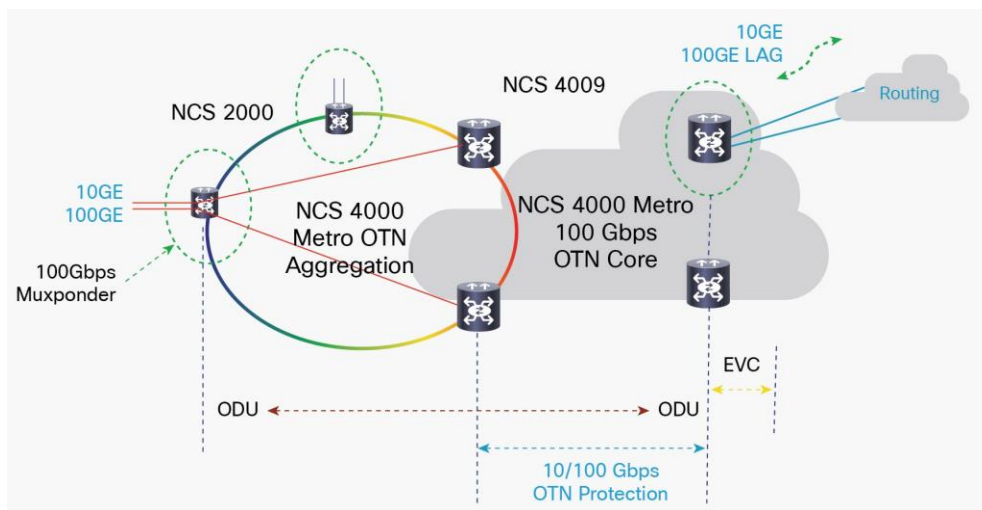 10GE
100GE LAG
NCS 4009
NCS 2000
Routing
10GE
100GE
NCS 4000
Metro OTN
Aggregation
NCS 4000 Metro
100 Gbps
OTN Core
100Gbps
Muxponder
EVC
ODU
ODU
10/100 Gbps
OTN Protection